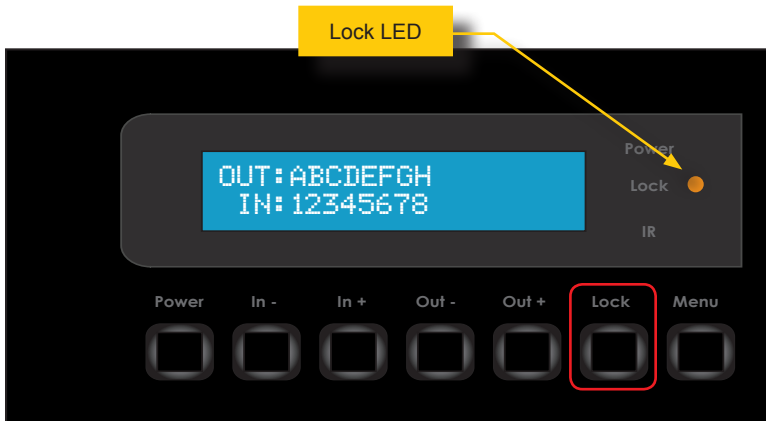 Lock LED
OUT:ABCDEFGH
IN:12345678
Power
Lock
IR
Power In - In + Out - Out + Lock Menu